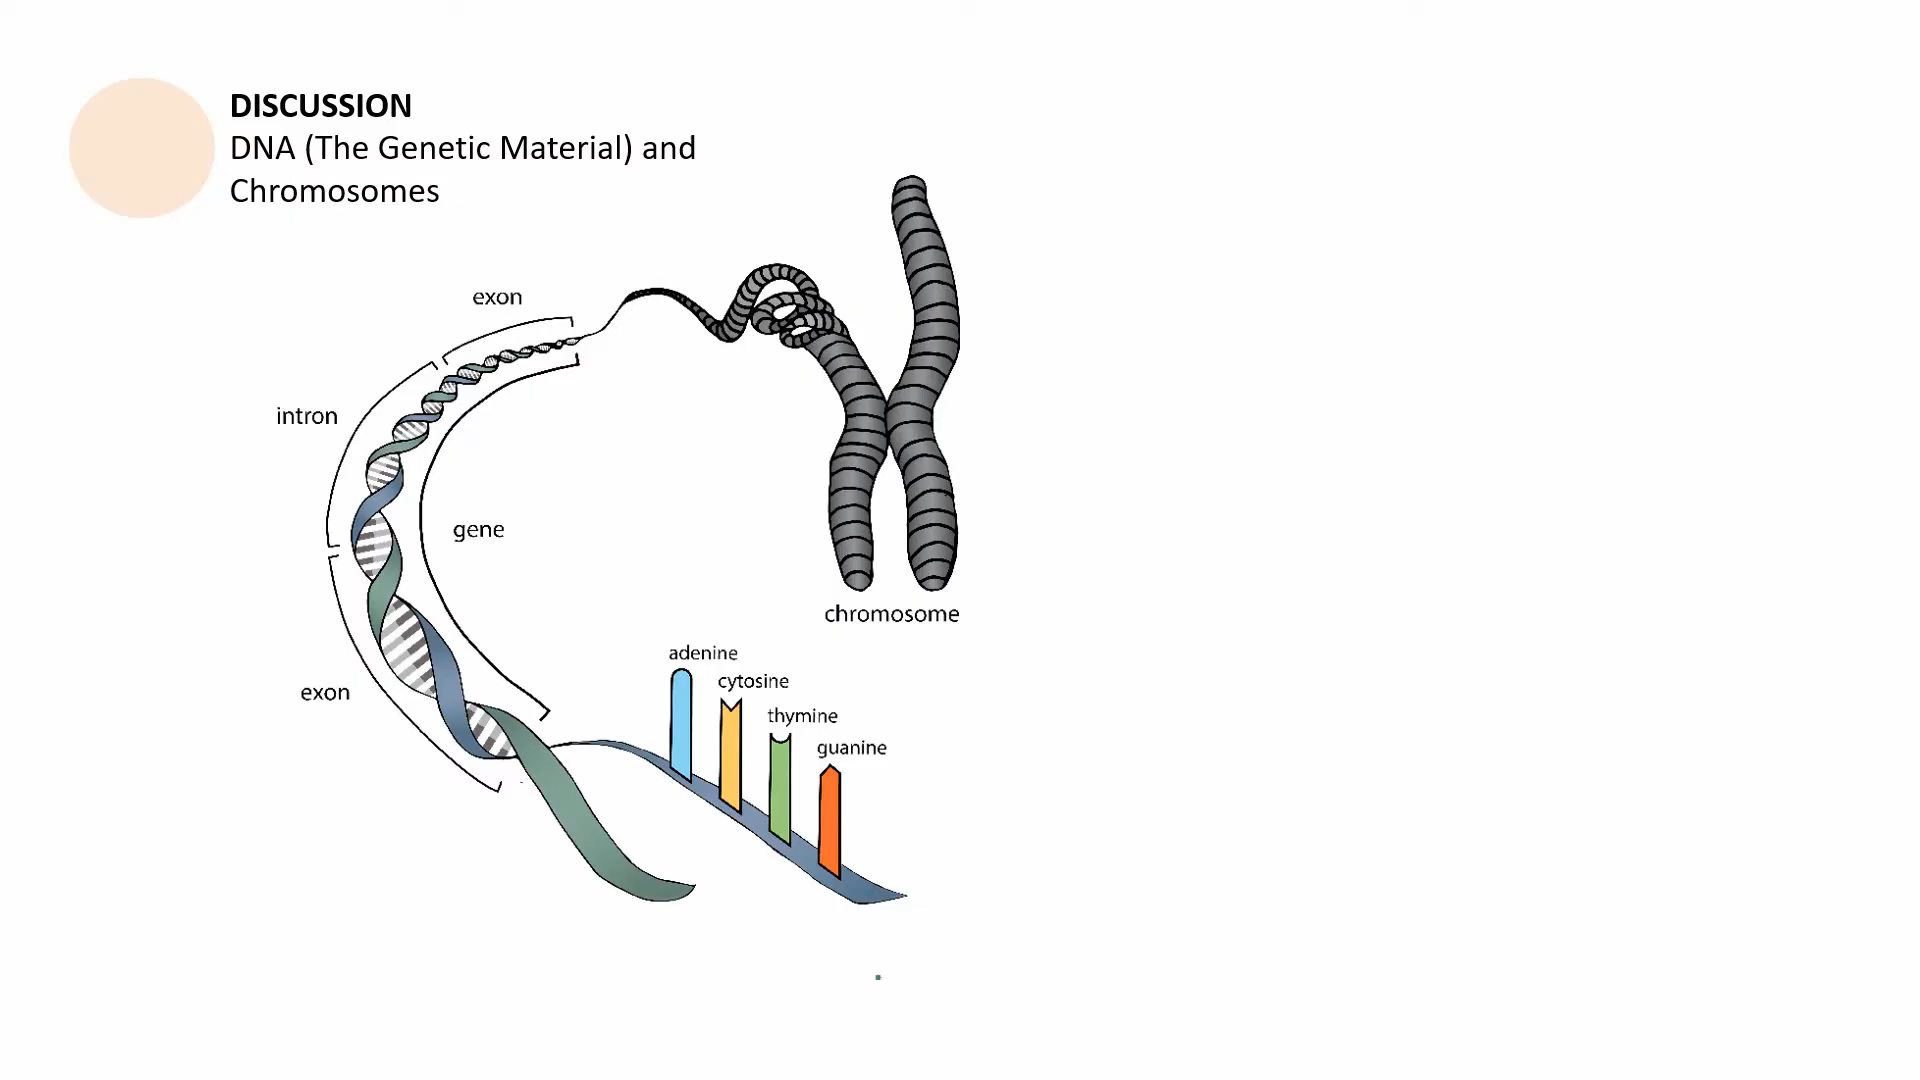 DISCUSSION
DNA (The Genetic Material) and
Chromosomes
exon
intron
gene
chromosome
adenine
cytosine
exon
thymine
guanine